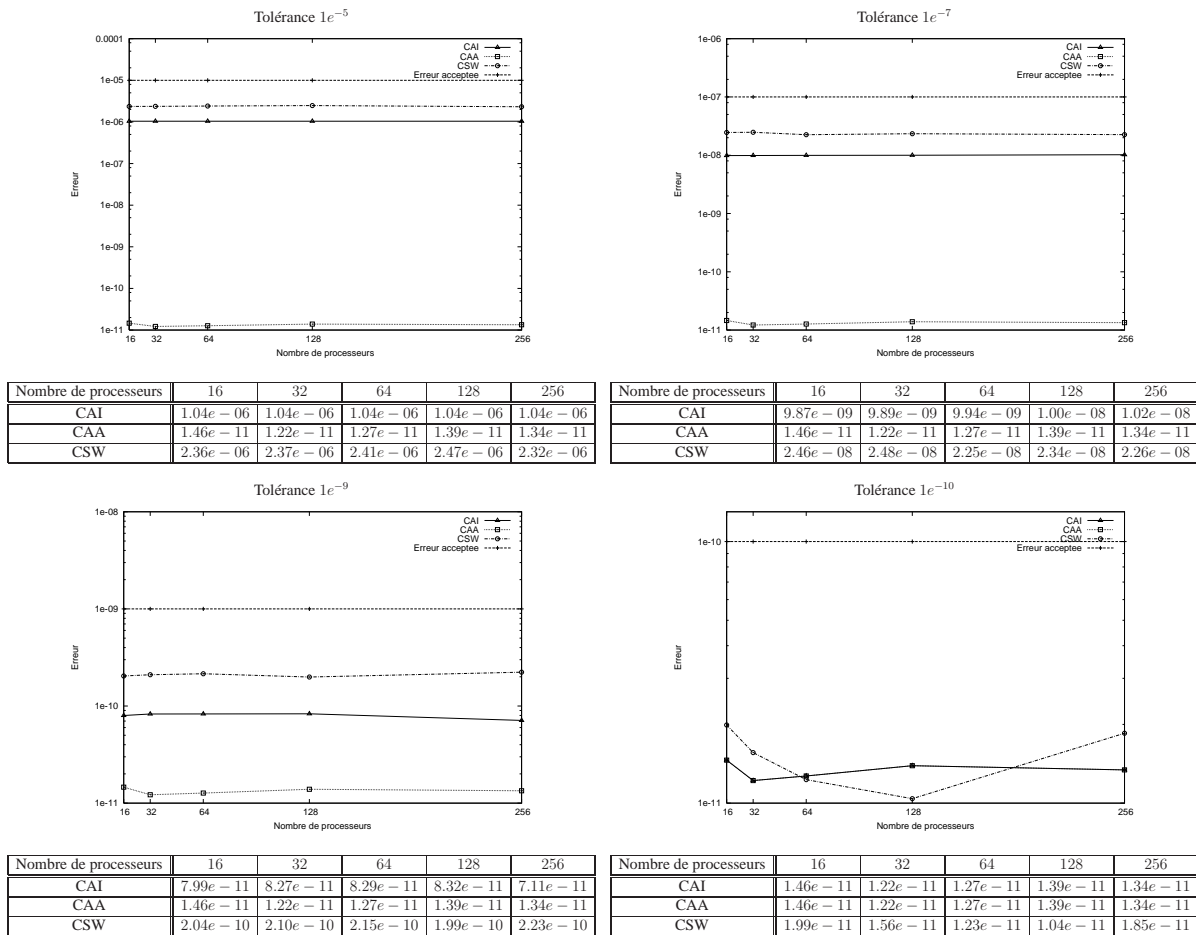 Tolérance 1e−5
0.0001
1e-05
1e-06
1e-07
1e-08
1e-09
1e-10
1e-11
Erreur
CAI
CAA
CSW
Erreur acceptee
16 32 64 128 256
Nombre de processeurs
Nombre de processeurs 16 32 64 128 256
CAI 1.04e − 06 1.04e − 06 1.04e − 06 1.04e − 06 1.04e − 06
CAA 1.46e − 11 1.22e − 11 1.27e − 11 1.39e − 11 1.34e − 11
CSW 2.36e − 06 2.37e − 06 2.41e − 06 2.47e − 06 2.32e − 06
Tolérance 1e−7
1e-06
1e-07
1e-08
1e-09
1e-10
1e-11
Erreur
CAI
CAA
CSW
Erreur acceptee
16 32 64 128 256
Nombre de processeurs
Nombre de processeurs 16 32 64 128 256
CAI 9.87e − 09 9.89e − 09 9.94e − 09 1.00e − 08 1.02e − 08
CAA 1.46e − 11 1.22e − 11 1.27e − 11 1.39e − 11 1.34e − 11
CSW 2.46e − 08 2.48e − 08 2.25e − 08 2.34e − 08 2.26e − 08
Tolérance 1e−9
1e-08
1e-09
1e-10
1e-11
Erreur
CAI
CAA
CSW
Erreur acceptee
16 32 64 128 256
Nombre de processeurs
Nombre de processeurs 16 32 64 128 256
CAI 7.99e − 11 8.27e − 11 8.29e − 11 8.32e − 11 7.11e − 11
CAA 1.46e − 11 1.22e − 11 1.27e − 11 1.39e − 11 1.34e − 11
CSW 2.04e − 10 2.10e − 10 2.15e − 10 1.99e − 10 2.23e − 10
Tolérance 1e−10
1e-10
1e-11
Erreur
CAI
CAA
CSW
Erreur acceptee
16 32 64 128 256
Nombre de processeurs
Nombre de processeurs 16 32 64 128 256
CAI 1.46e − 11 1.22e − 11 1.27e − 11 1.39e − 11 1.34e − 11
CAA 1.46e − 11 1.22e − 11 1.27e − 11 1.39e − 11 1.34e − 11
CSW 1.99e − 11 1.56e − 11 1.23e − 11 1.04e − 11 1.85e − 11